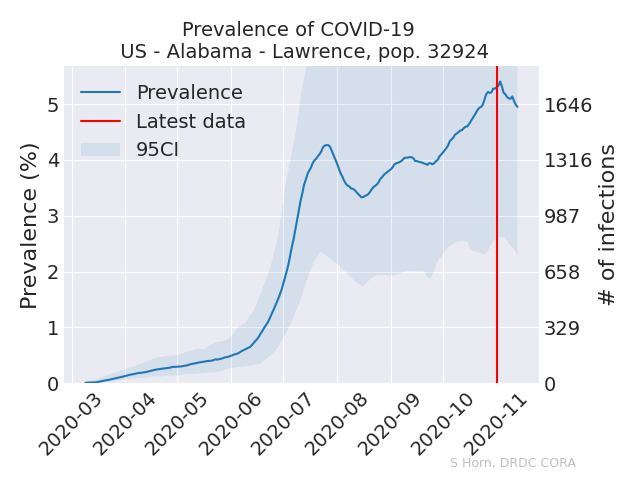 Prevalence of COVID-19
US - Alabama - Lawrence, pop. 32924
Prevalence
Latest data
95CI
Prevalence (%)
5
4
3
2
1
0
1646
1316
987
658
329
0
# of infections
2020-03
2020-04
2020-05
2020-06
2020-07
2020-08
2020-09
2020-10
2020-11
S Horn, DRDC CORA